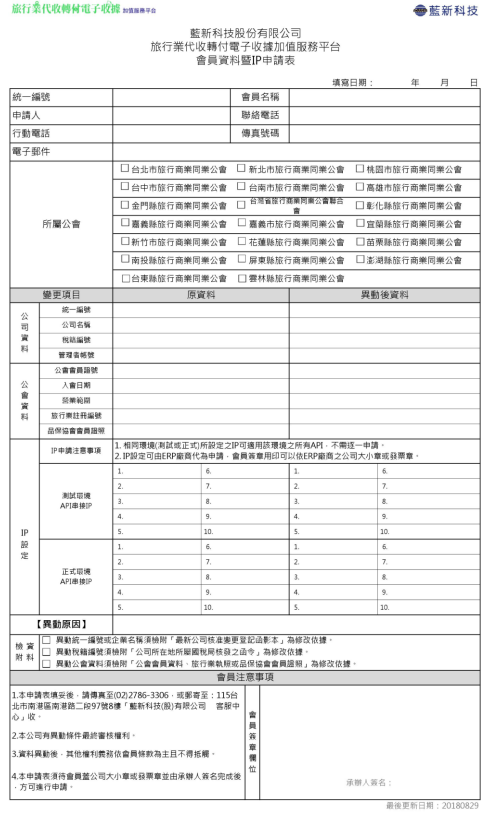 旅行業代收轉付電子收據 加值服務平台
藍新科技
藍新科技股份有限公司
旅行業代收轉付電子收據加值服務平台
會員資料暨IP申請表
填寫日期： 年 月 日
統一編號 會員名稱
申請人 聯絡電話
行動電話 傳真號碼
電子郵件
所屬公會
□台北市旅行商業同業公會 □新北市旅行商業同業公會 □桃園市旅行商業同業公會
□台中市旅行商業同業公會 □台南市旅行商業同業公會 □高雄市旅行商業同業公會
□金門縣旅行商業同業公會 □台灣省旅行商業同業公會聯合會 □彰化縣旅行商業同業公會
□嘉義縣旅行商業同業公會 □嘉義市旅行商業同業公會 □宜蘭縣旅行商業同業公會
□新竹市旅行商業同業公會 □花蓮縣旅行商業同業公會 □苗栗縣旅行商業同業公會
□南投縣旅行商業同業公會 □屏東縣旅行商業同業公會 □澎湖縣旅行商業同業公會
□台東縣旅行商業同業公會 □雲林縣旅行商業同業公會
變更項目 原資料 異動後資料
公司資料
統一編號
公司名稱
稅籍編號
管理者帳號
公會資料
公會會員證號
入會日期
營業範圍
旅行業註冊編號
品保協會會員證照
IP設定
IP申請注意事項
1.相同環境(測試或正式)所設定之IP可適用該環境之所有API，不需逐一申請。
2.IP設定可由ERP廠商代為申請，會員簽章用印可以依ERP廠商之公司大小章或發票章。
測試環境
API串接IP
1. 6. 1. 6.
2. 7. 2. 7.
3. 8. 3. 8.
4. 9. 4. 9.
5. 10. 5. 10.
正式環境
API串接IP
1. 6. 1. 6.
2. 7. 2. 7.
3. 8. 3. 8.
4. 9. 4. 9.
5. 10. 5. 10.
【異動原因】
檢資
附料
□ 異動統一編號或企業名稱須檢附「最新公司核准變更登記函影本」為修改依據。
□ 異動稅籍編號須檢附「公司所在地所屬國稅局核發之函令」為修改依據。
□ 異動公會資料須檢附「公會會員資料、旅行業執照或品保協會會員證照」為修改依據。
會員注意事項
1.本申請表填妥後，請傳真至(02)2786-3306，或郵寄至：115台
北市南港區南港路二段97號8樓「藍新科技(股)有限公司 客服中
心」收。
2.本公司有異動條件最終審核權利。
3.資料異動後，其他權利義務依會員條款為主且不得抵觸。
4.本申請表須待會員蓋公司大小章或發票章並由承辦人簽名完成後
，方可進行申請。
會員簽章欄位
承辦人簽名：
最後更新日期：20180829